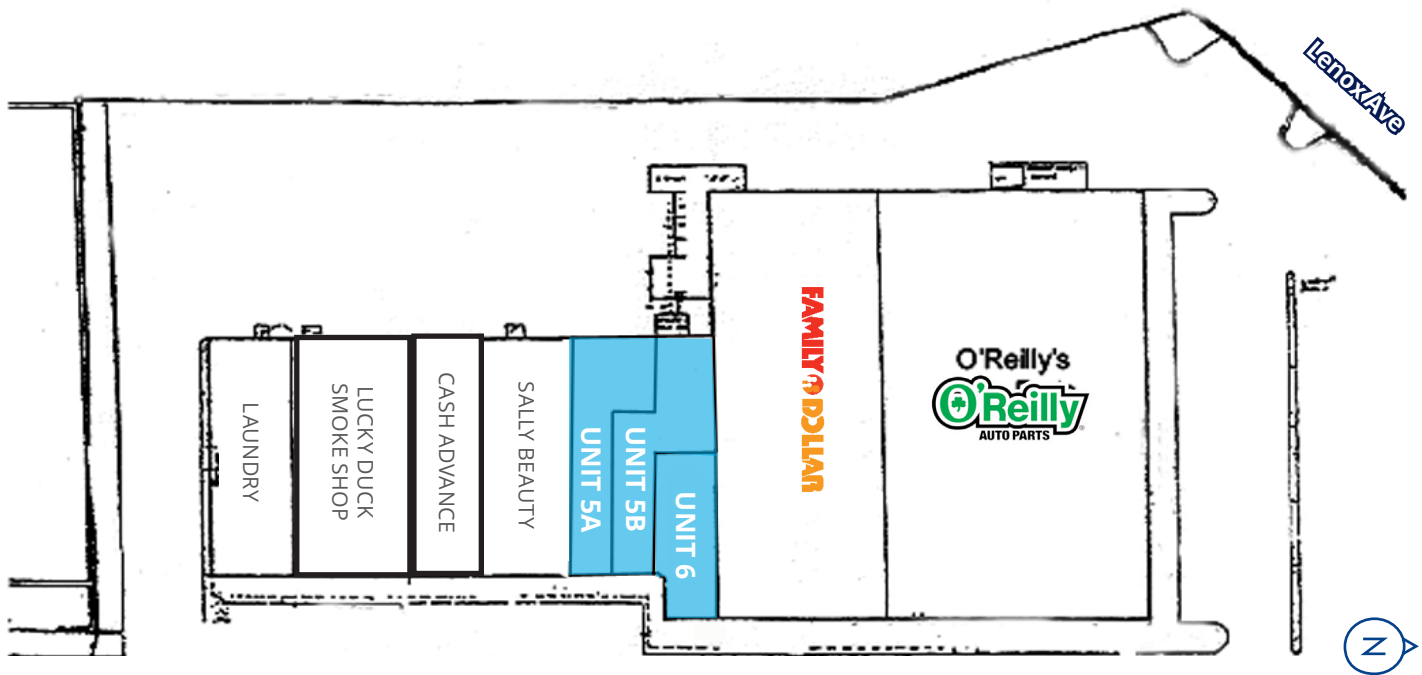 Lenox Ave
FAMILY DOLLAR
O'Reilly's
O'Reilly
AUTO PARTS
LAUNDRY
LUCKY DUCK
SMOKE SHOP
CASH ADVANCE
SALLY BEAUTY
UNIT 5A
UNIT 5B
UNIT 6
N